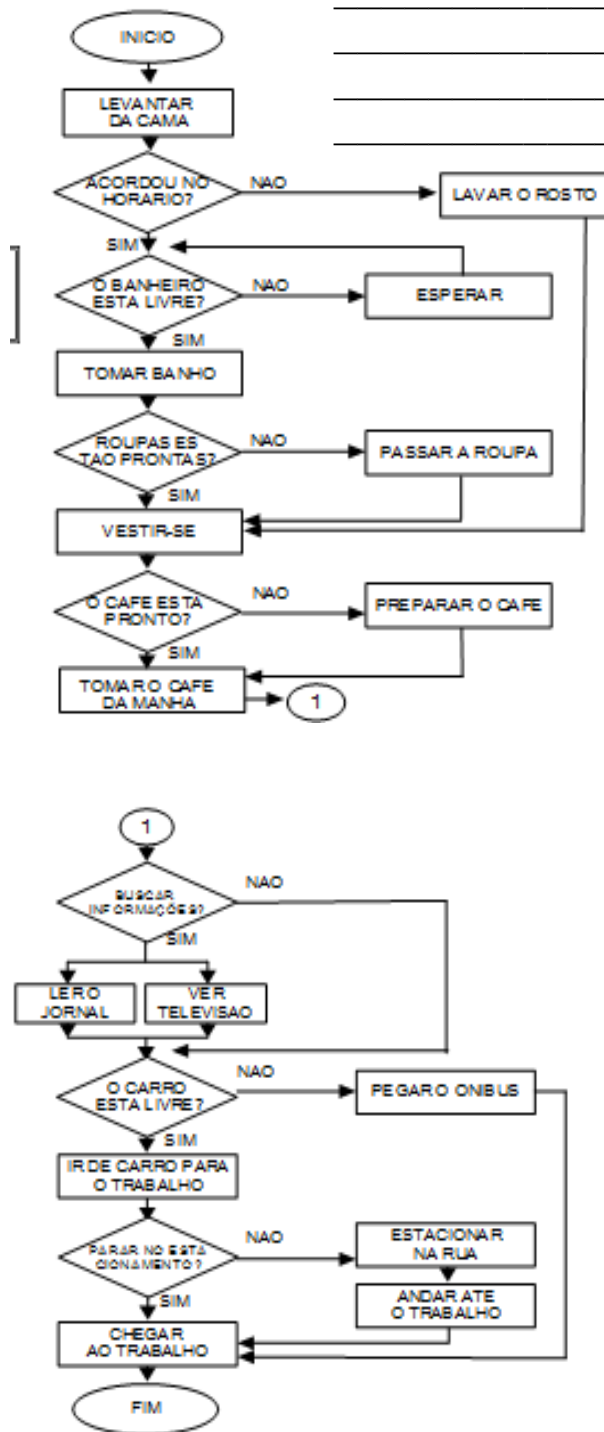 INICIO
LEVANTAR
DA CAMA
ACORDOU NO
HORARIO?
NAO
LAVAR O ROSTO
SIM
O BANHEIRO
ESTA LIVRE?
NAO
ESPERAR
SIM
TOMAR BANHO
ROUPAS ES
TAO PRONTAS?
NAO
PASSAR A ROUPA
SIM
VESTIR-SE
O CAFE ESTA
PRONTO?
NAO
PREPARAR O CAFE
SIM
TOMAR O CAFE
DA MANHA
1
1
BUSCAR
INFORMAÇÕES?
NAO
SIM
LER O
JORNAL
VER
TELEVISAO
O CARRO
ESTA LIVRE?
NAO
PEGAR O ONIBUS
SIM
IR DE CARRO PARA
O TRABALHO
PARAR NO ESTA
CIONAMENTO?
NAO
ESTACIONAR
NA RUA
ANDAR ATE
O TRABALHO
SIM
CHEGAR
AO TRABALHO
FIM